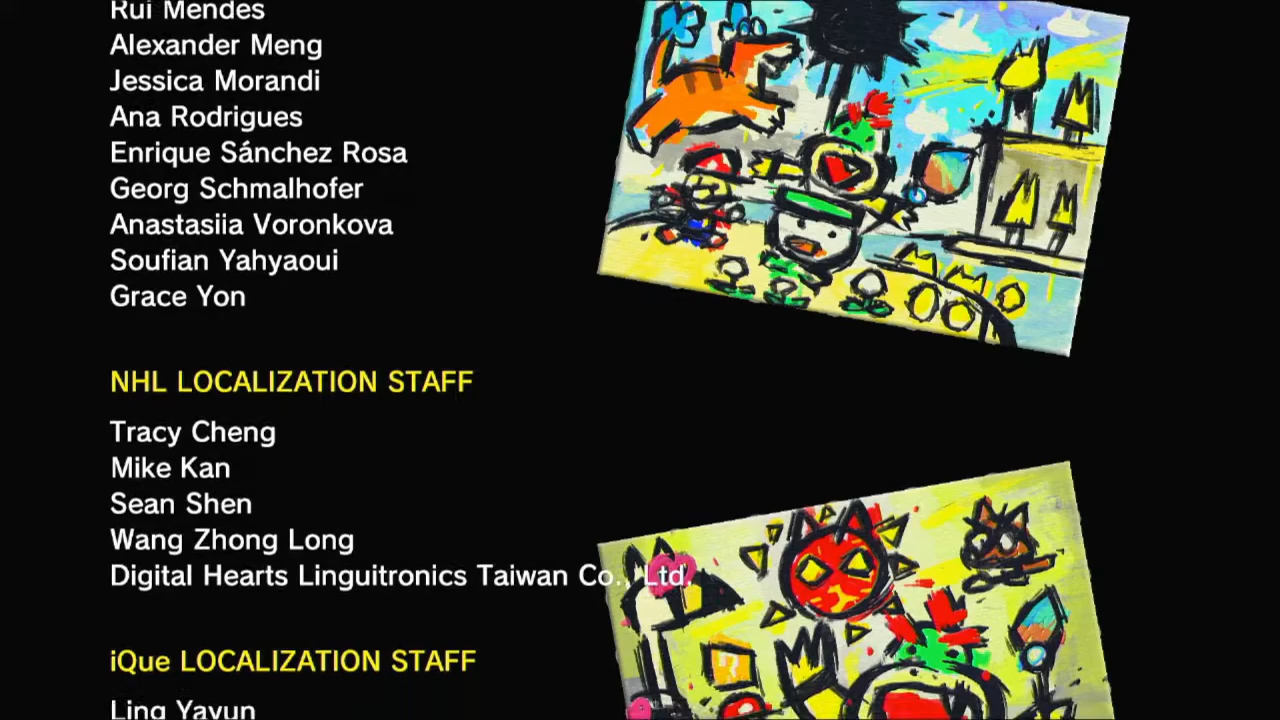 Rui Mendes
Alexander Meng
Jessica Morandi
Ana Rodrigues
Enrique Sánchez Rosa
Georg Schmalhofer
Anastasiia Voronkova
Soufian Yahyaoui
Grace Yon
NHL LOCALIZATION STAFF
Tracy Cheng
Mike Kan
Sean Shen
Wang Zhong Long
Digital Hearts Linguitronics Taiwan Co., Ltd.
iQue LOCALIZATION STAFF
Ling Yayun